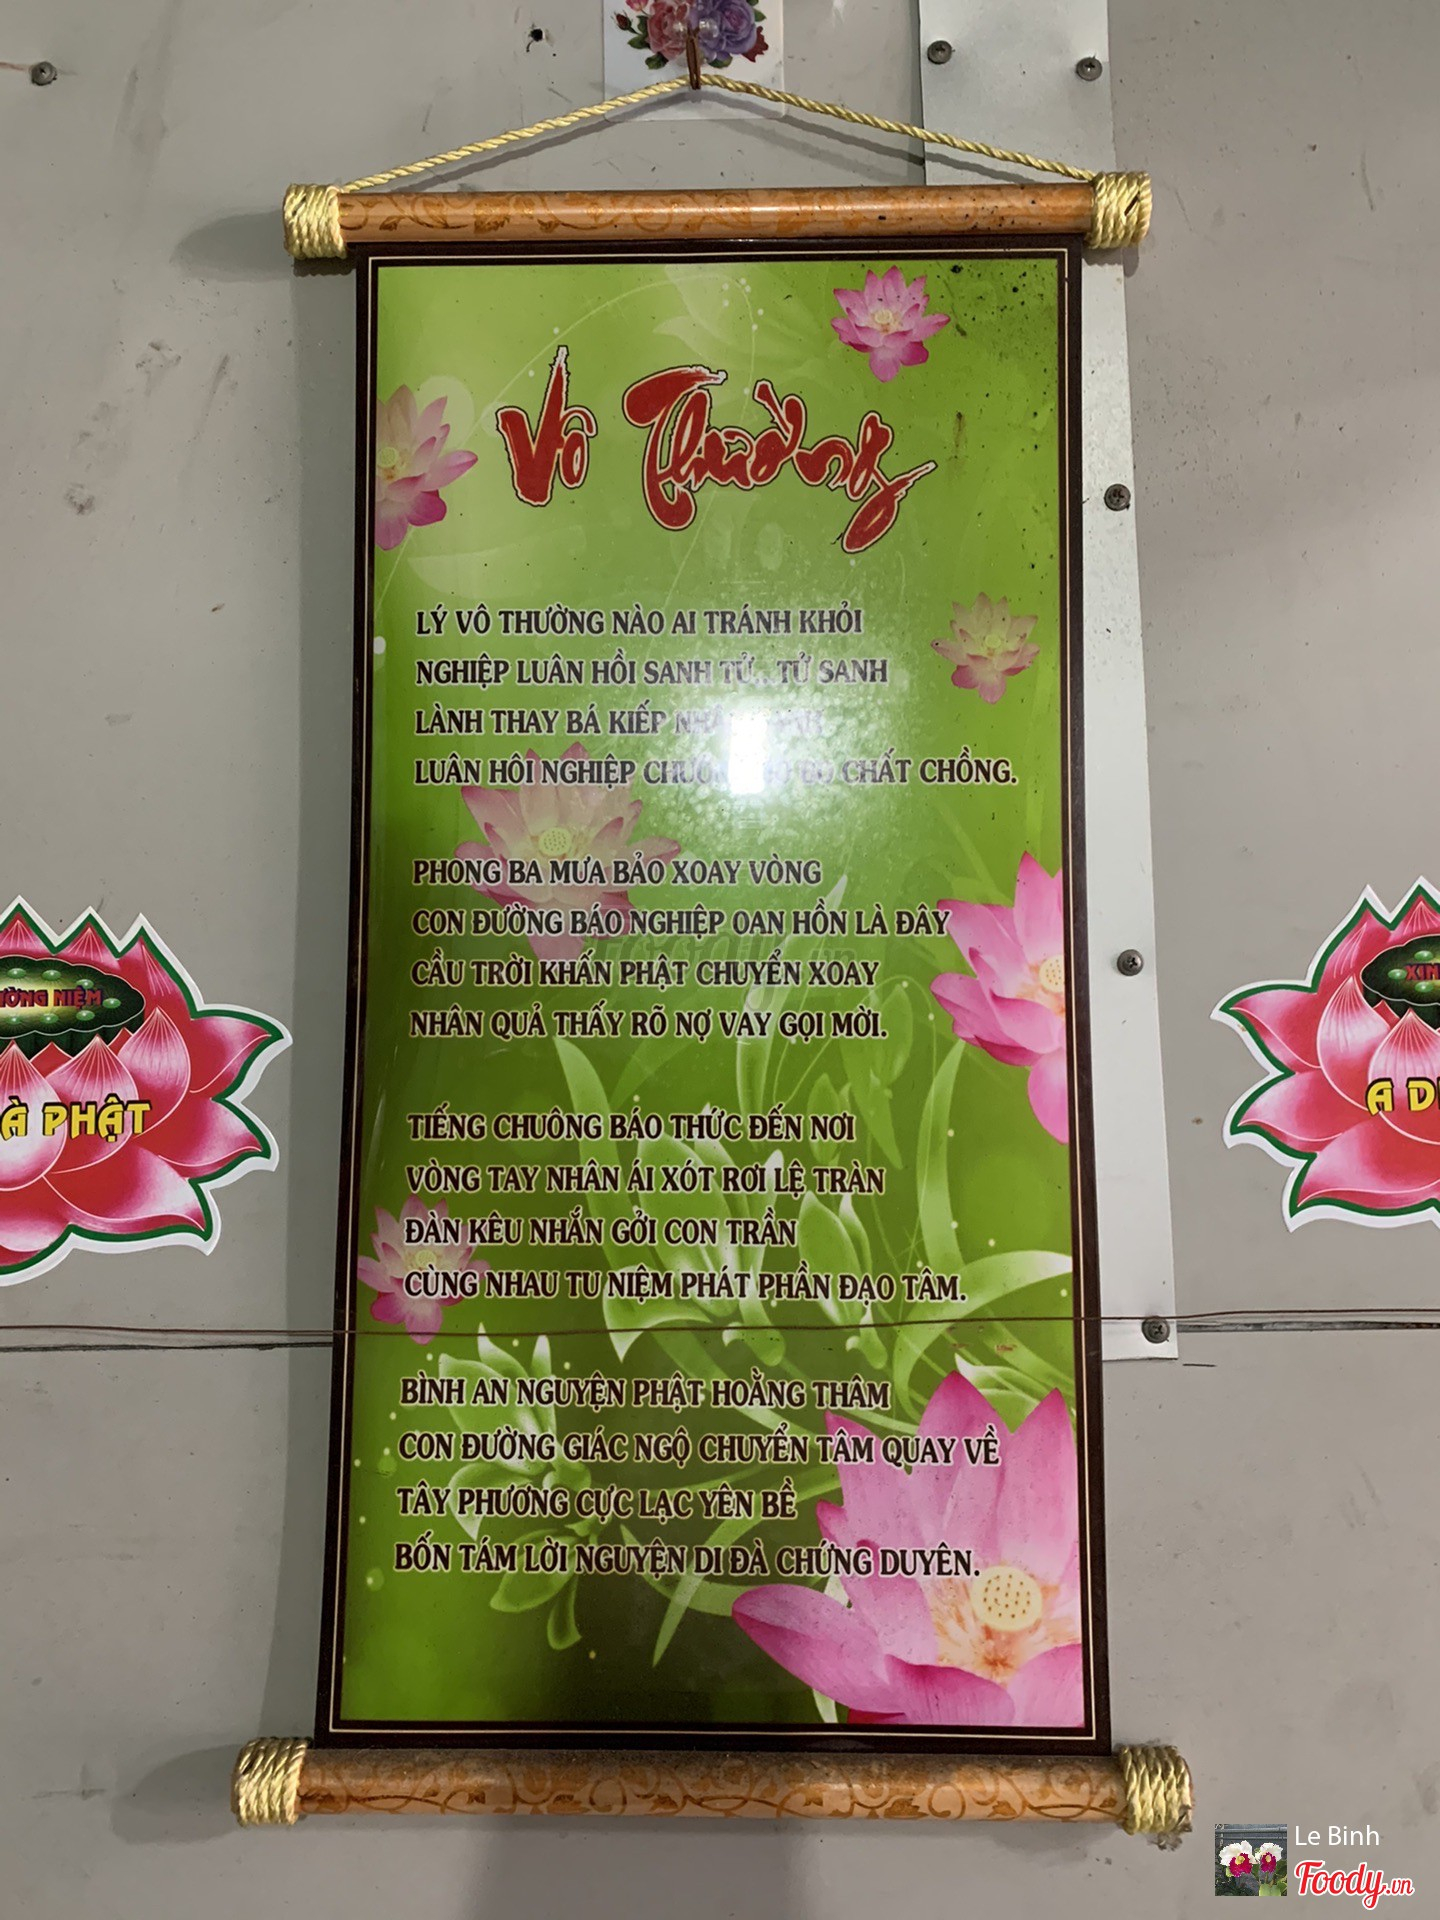 Vô Thường
LÝ VÔ THƯỜNG NÀO AI TRÁNH KHỎI
NGHIỆP LUÂN HỒI SANH TỬ...TỬ SANH
LÀNH THAY BÁ KIẾP
LUÂN HÔI NGHIỆP CHẤT CHỒNG.
PHONG BA MƯA BẢO XOAY VÒNG
CON ĐƯỜNG BÁO NGHIỆP OAN HỒN LÀ ĐÂY
CẦU TRỜI KHẤN PHẬT CHUYỂN XOAY
NHÂN QUẢ THẤY RÕ NỢ VAY GỌI MỜI.
TIẾNG CHUÔNG BÁO THỨC ĐẾN NƠI
VÒNG TAY NHÂN ÁI XÓT RƠI LỆ TRÀN
ĐÀN KÊU NHẮN GỞI CON TRẦN
CÙNG NHAU TU NIỆM PHÁT PHẦN ĐẠO TÂM.
BÌNH AN NGUYỆN PHẬT HOẰNG THÂM
CON ĐƯỜNG GIÁC NGỘ CHUYỂN TÂM QUAY VỀ
TÂY PHƯƠNG CỰC LẠC YÊN BỀ
BỐN TÁM LỜI NGUYỆN DI ĐÀ CHỨNG DUYÊN.
NIỆM
À PHẬT
XIN
A DI
Le Binh
Foody.vn